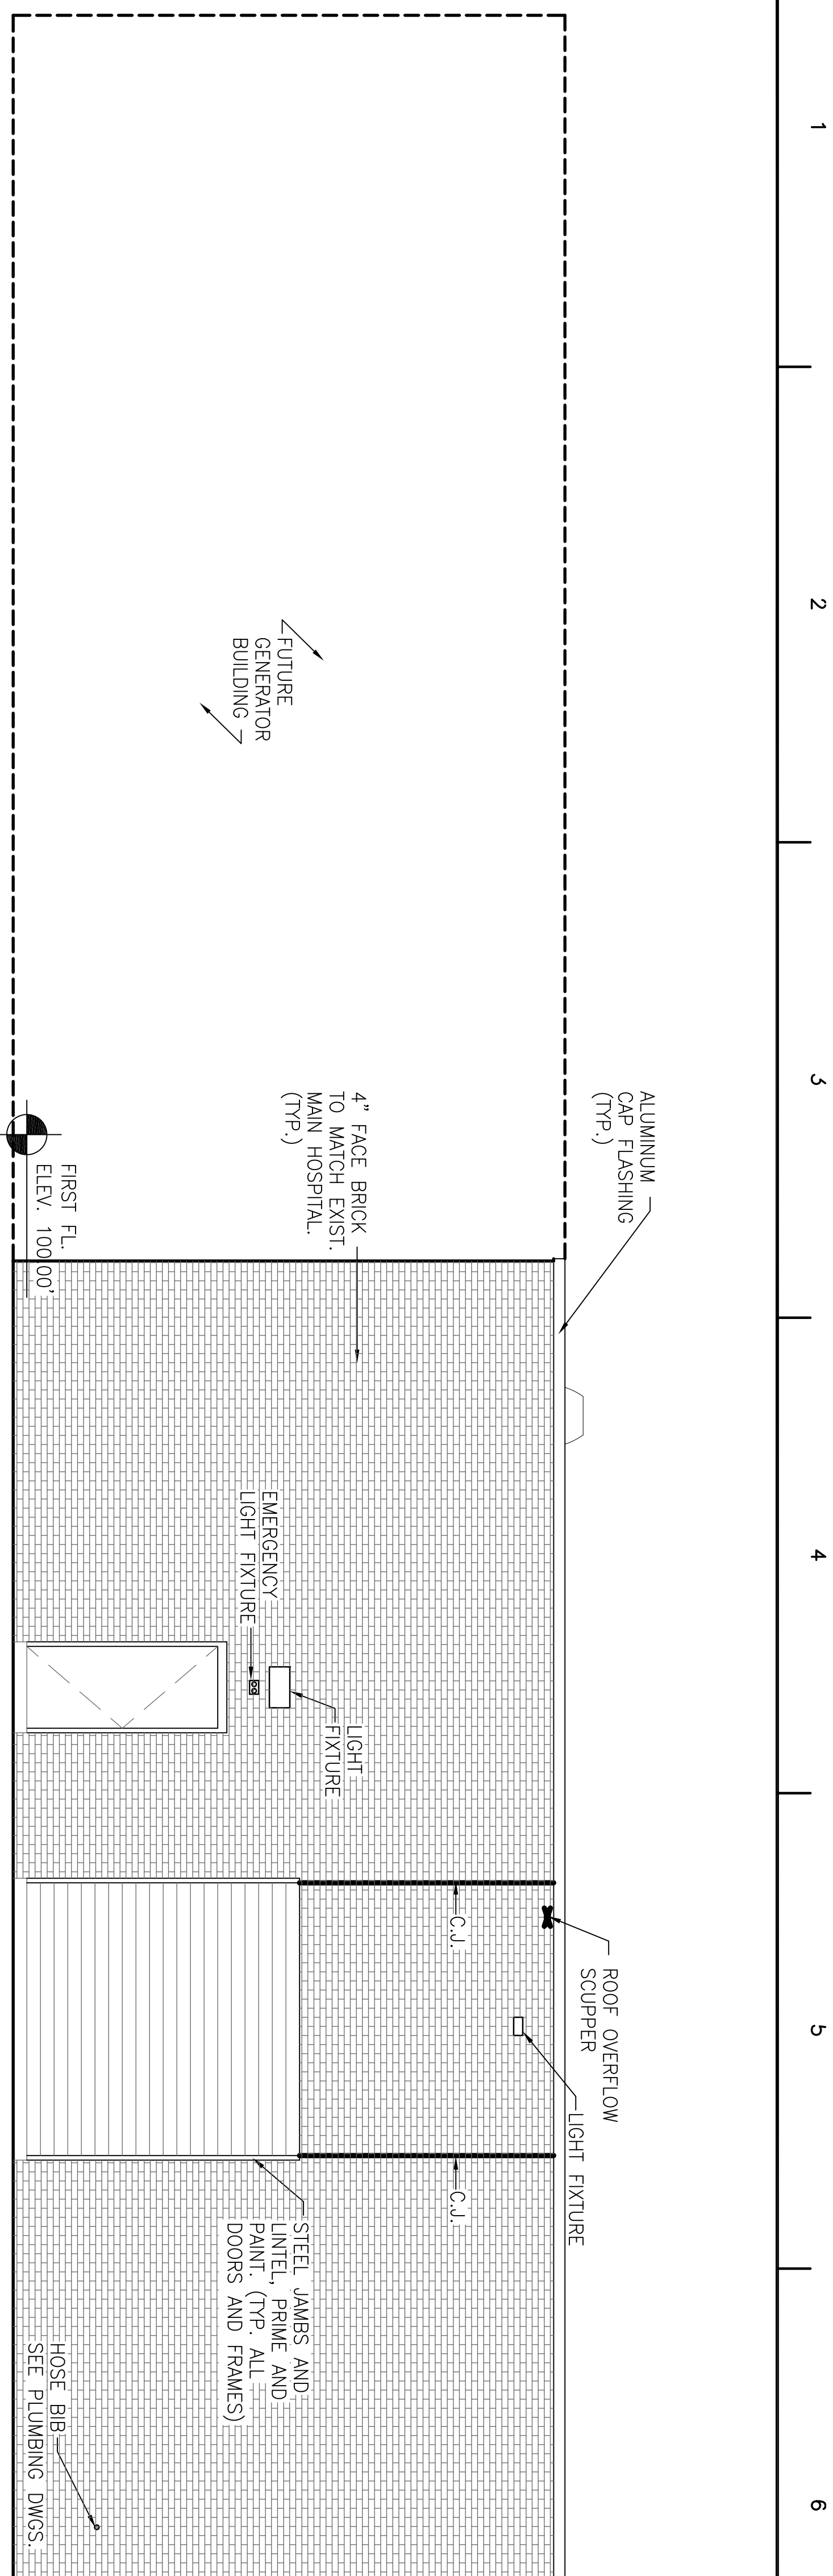 1
2
3
4
5
6
ALUMINUM
CAP FLASHING
(TYP.)
ROOF OVERFLOW
SCUPPER
LIGHT FIXTURE
C.J.
C.J.
4" FACE BRICK
TO MATCH EXIST.
MAIN HOSPITAL.
(TYP.)
FUTURE
GENERATOR
BUILDING
LIGHT
FIXTURE
EMERGENCY
LIGHT FIXTURE
STEEL JAMBS AND
LINTEL, PRIME AND
PAINT. (TYP. ALL
DOORS AND FRAMES)
FIRST FL.
ELEV. 100.00'
HOSE BIB
SEE PLUMBING DWGS.